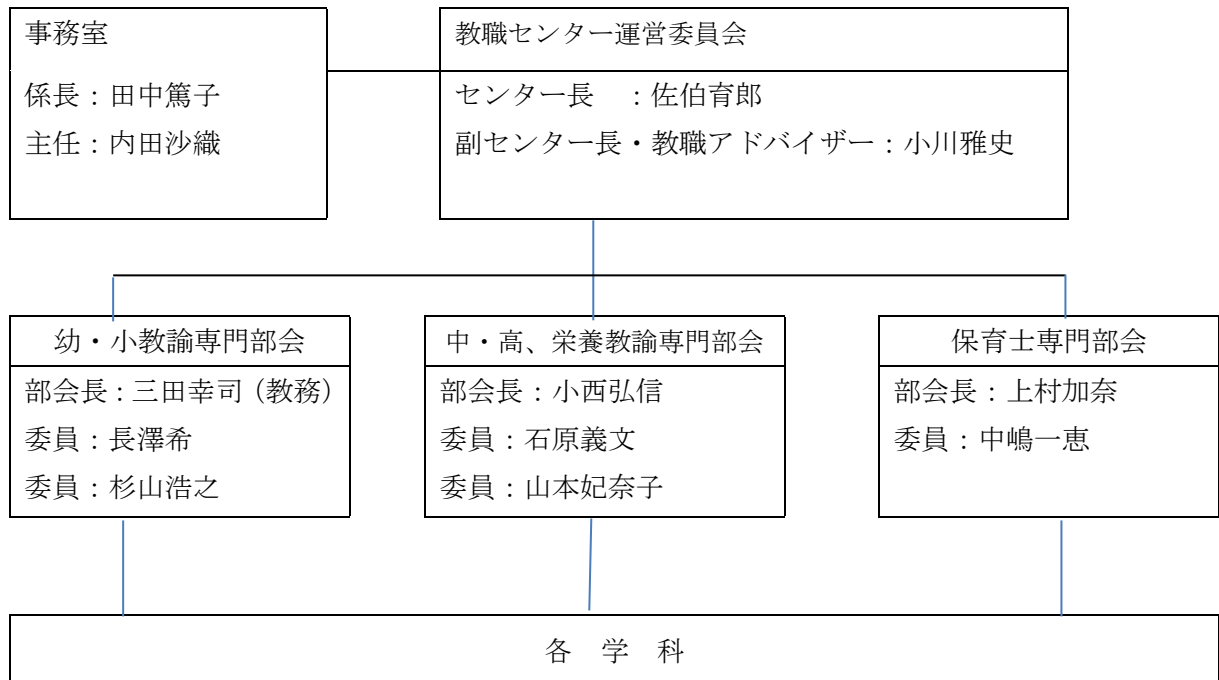 事務室
係長：田中篤子
主任：内田沙織
教職センター運営委員会
センター長　：佐伯育郎
副センター長・教職アドバイザー：小川雅史
幼・小教諭専門部会
部会長：三田幸司（教務）
委員：長澤希
委員：杉山浩之
中・高、栄養教諭専門部会
部会長：小西弘信
委員：石原義文
委員：山本妃奈子
保育士専門部会
部会長：上村加奈
委員：中嶋一恵
各　学　科